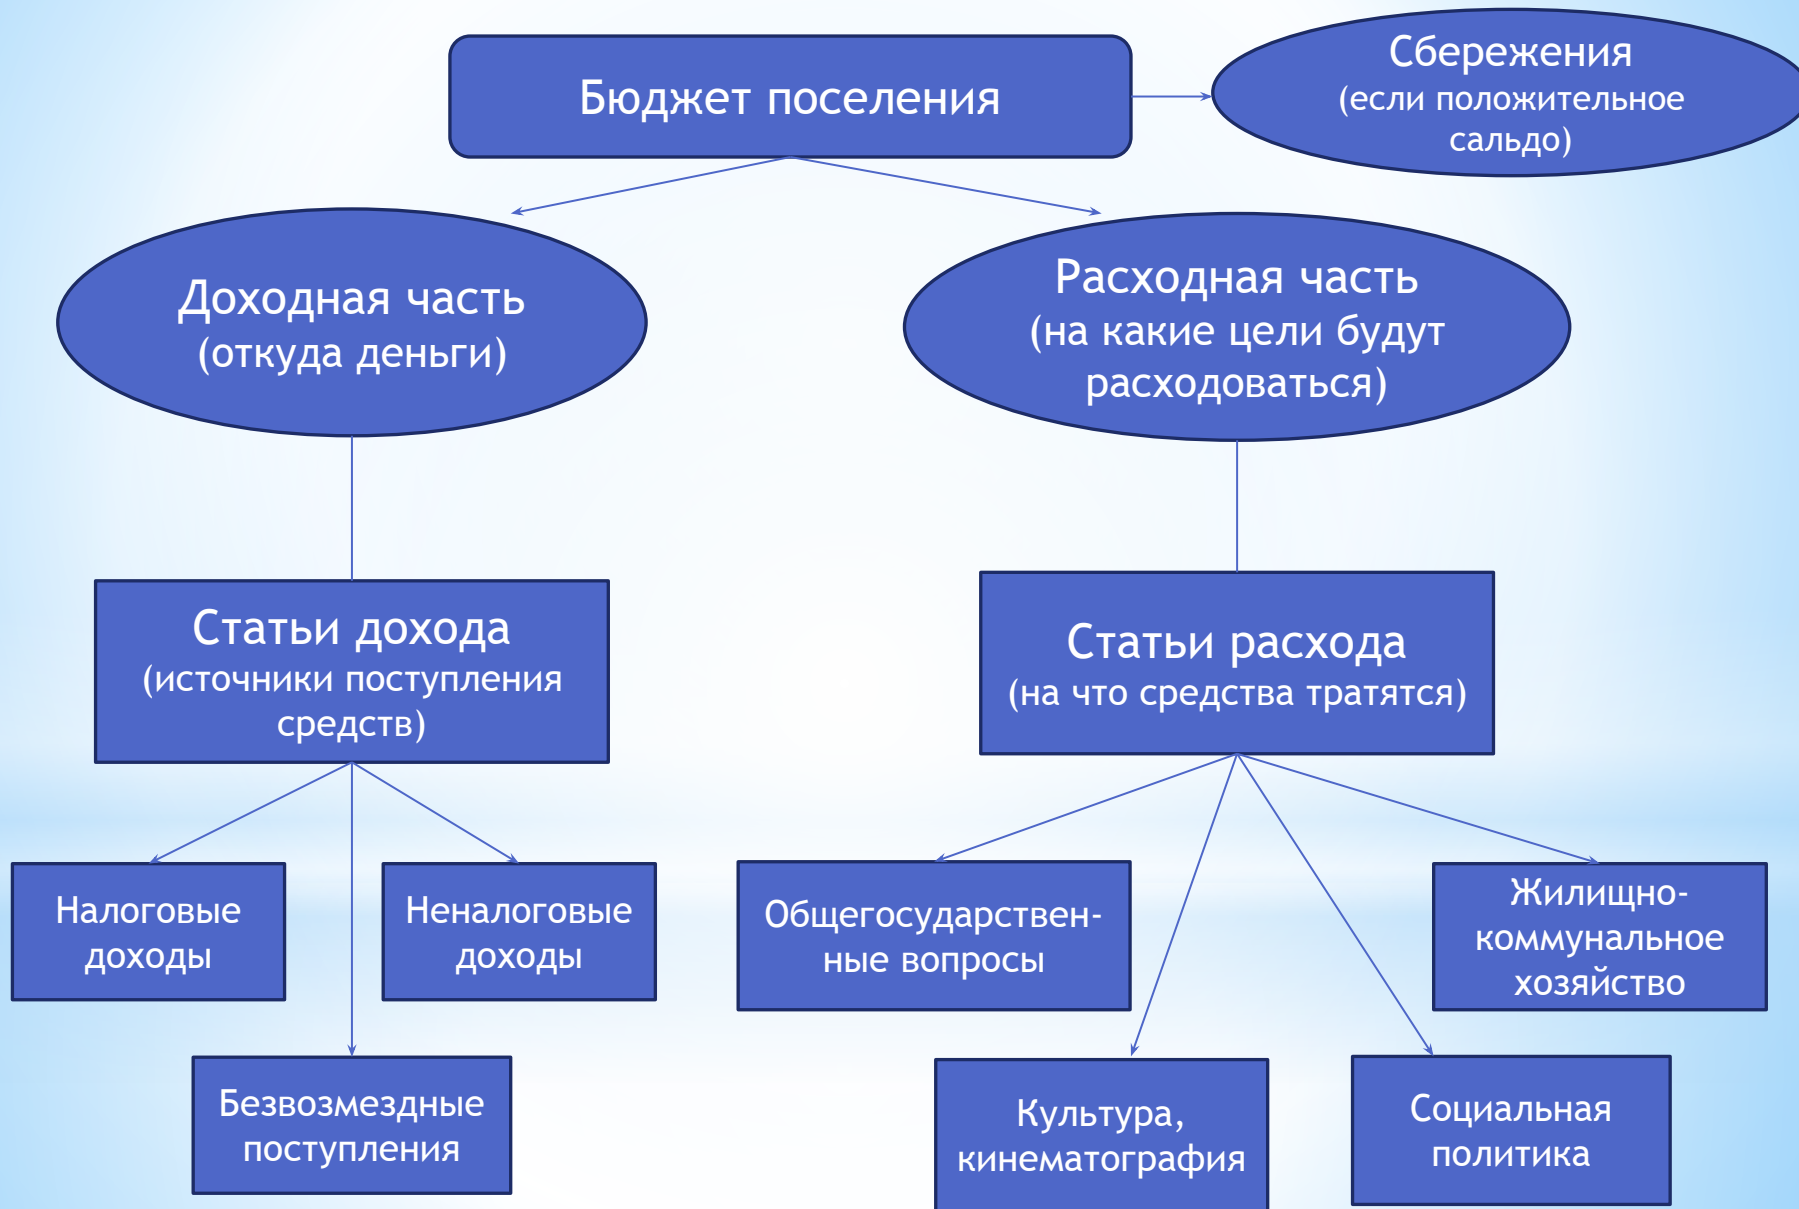 Бюджет поселения
Сбережения
(если положительное
сальдо)
Доходная часть
(откуда деньги)
Расходная часть
(на какие цели будут
расходоваться)
Статьи дохода
(источники поступления
средств)
Статьи расхода
(на что средства тратятся)
Налоговые
доходы
Неналоговые
доходы
Общегосударствен-
ные вопросы
Жилищно-
коммунальное
хозяйство
Безвозмездные
поступления
Культура,
кинематография
Социальная
политика